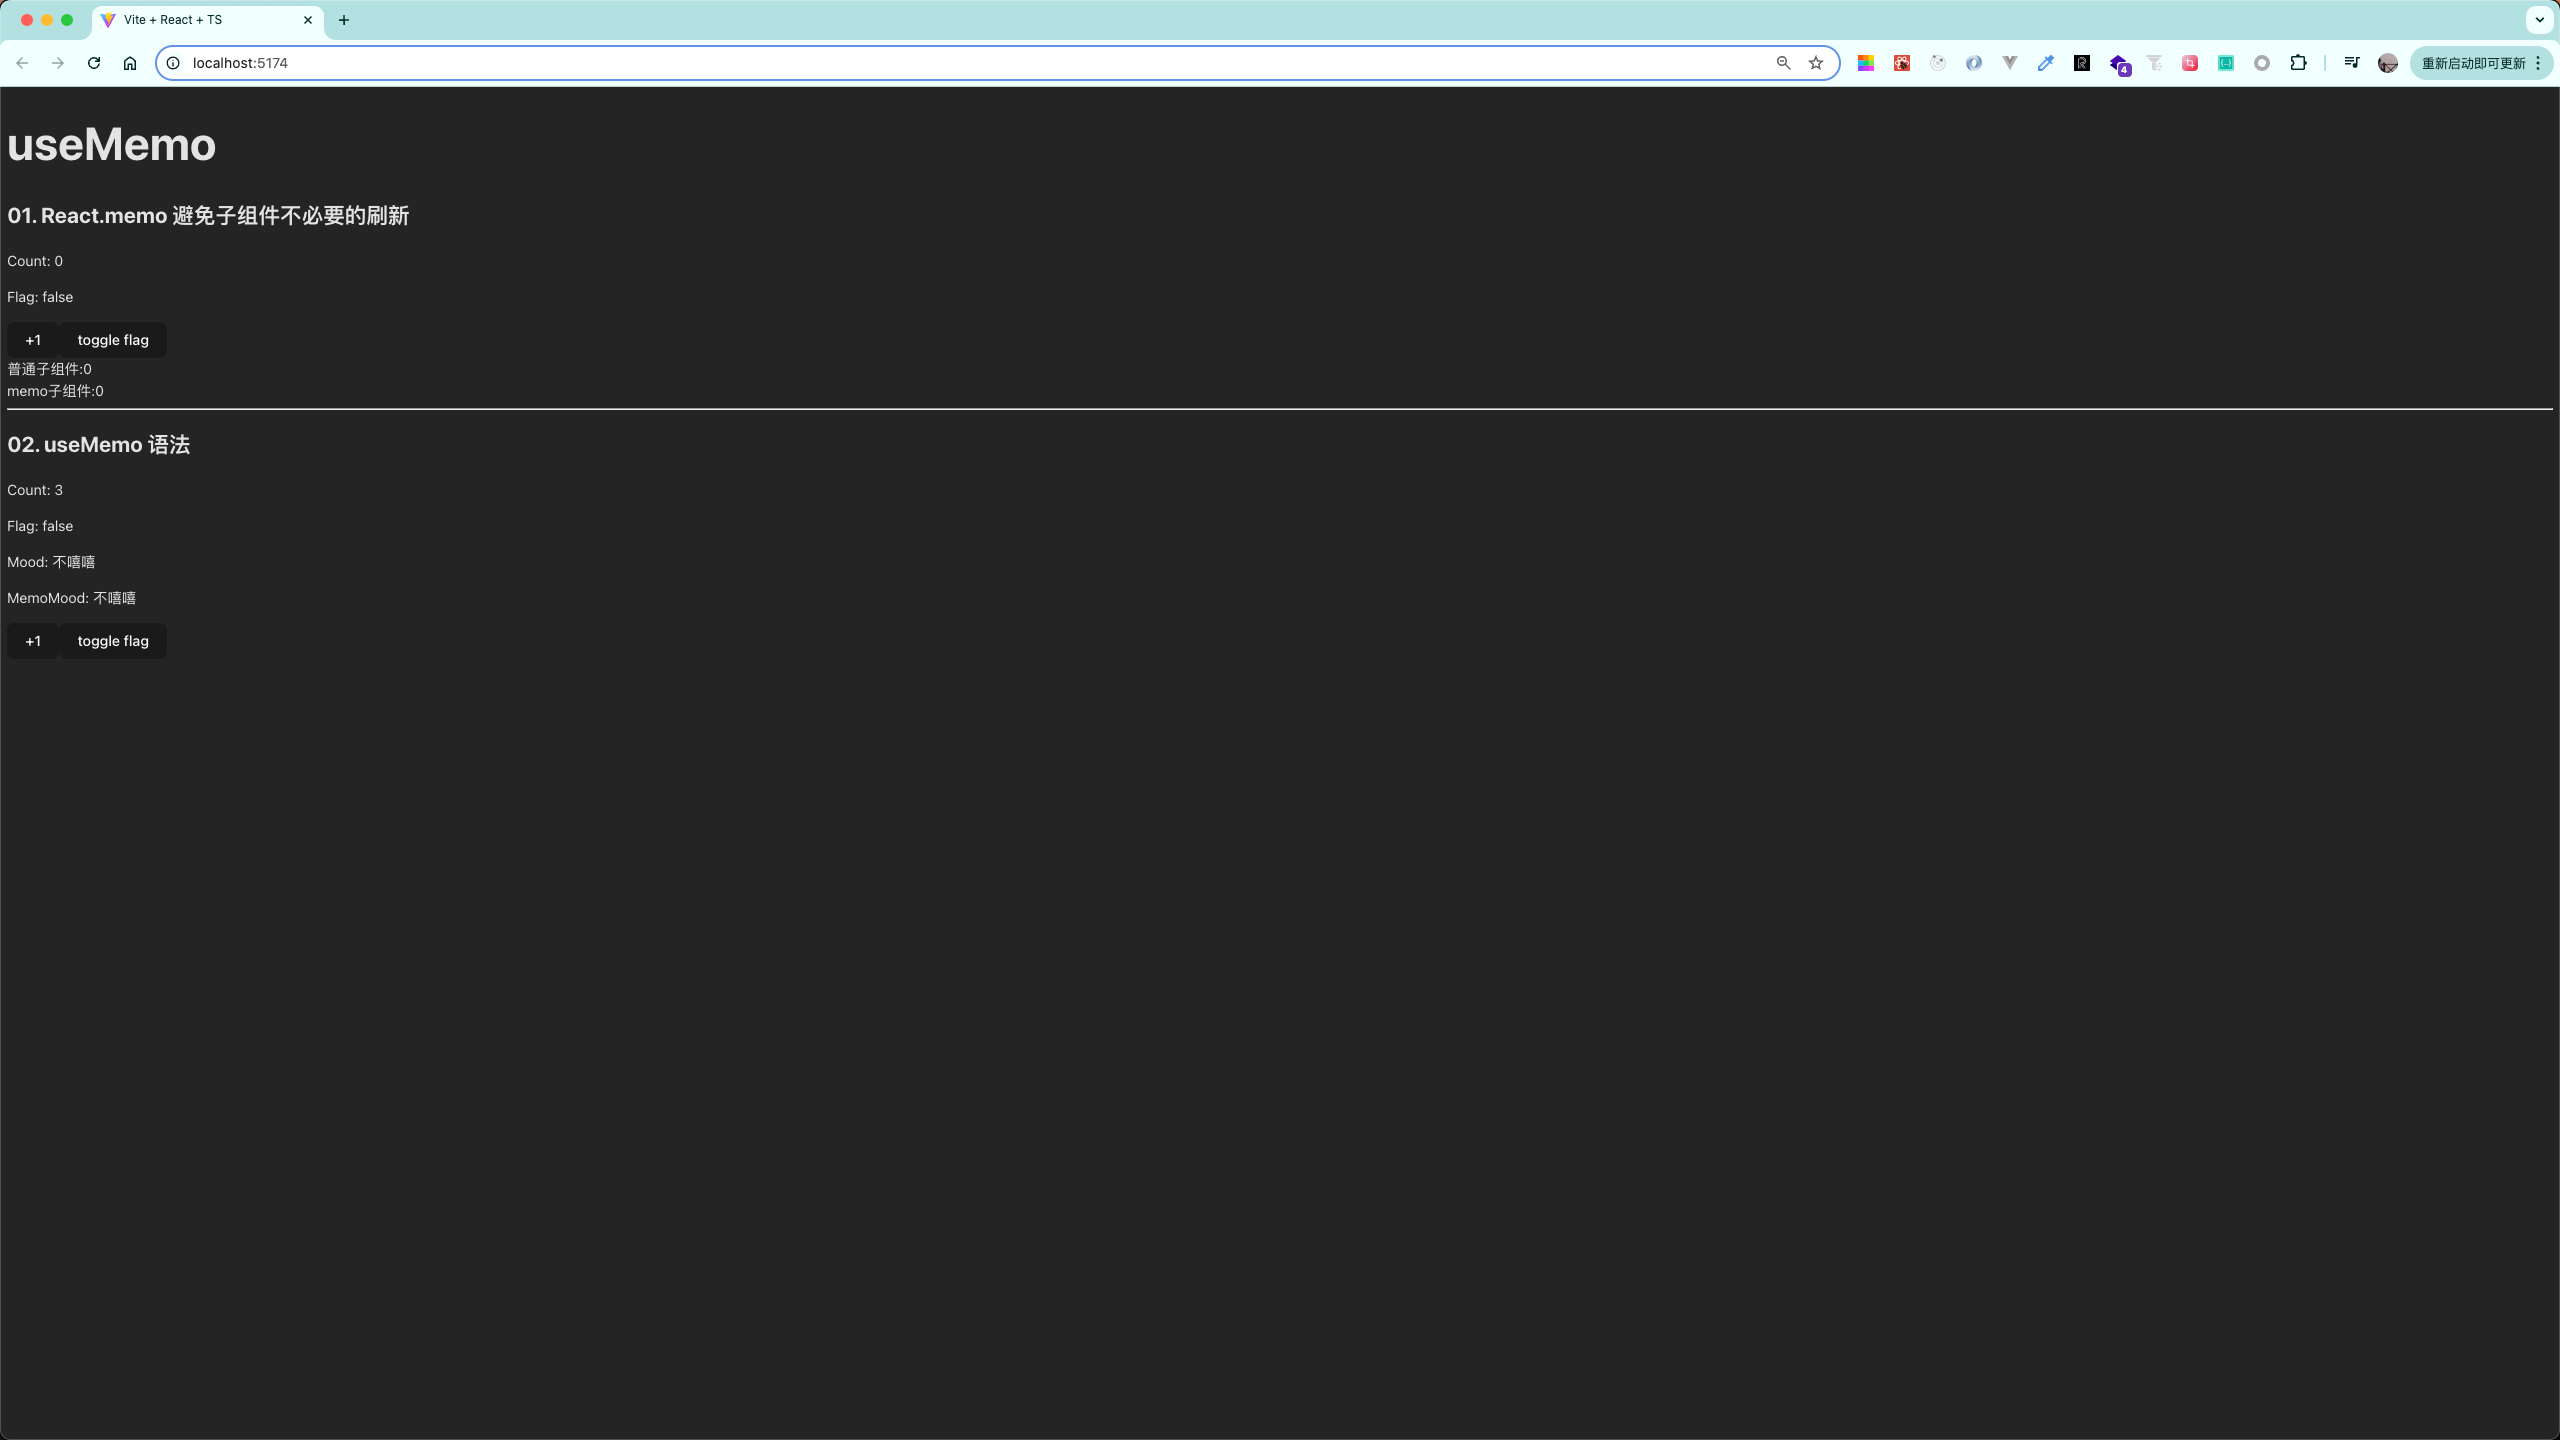 Vite + React + TS
localhost:5174
4
重新启动即可更新
useMemo
01. React.memo 避免子组件不必要的刷新
Count: 0
Flag: false
+1 toggle flag
普通子组件:0
memo子组件:0
02. useMemo 语法
Count: 3
Flag: false
Mood: 不嘻嘻
MemoMood: 不嘻嘻
+1 toggle flag